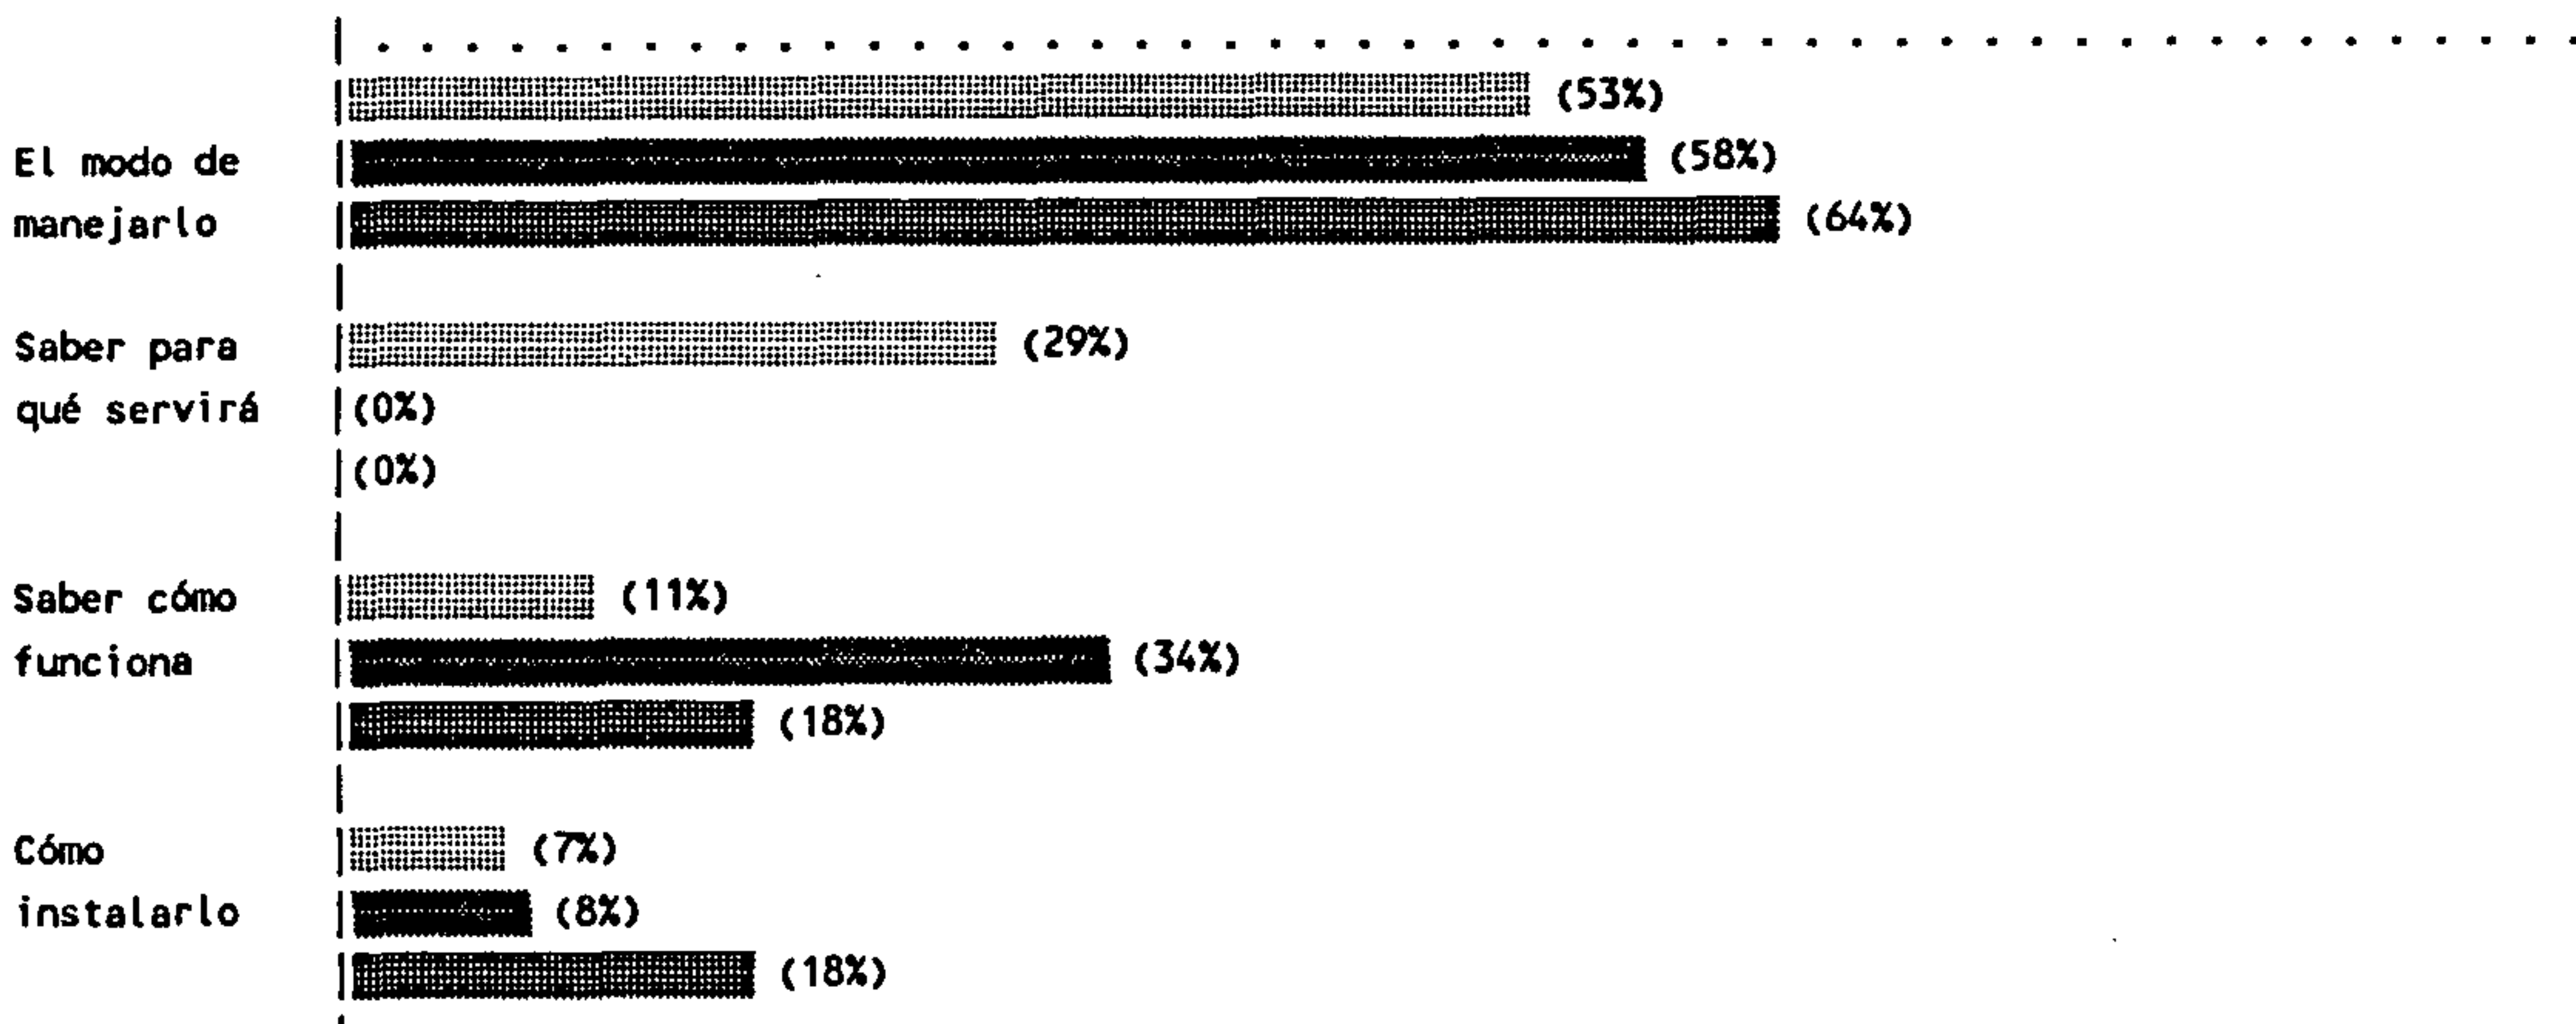 (53%)
El modo de (58%)
manejarlo (64%)
Saber para (29%)
qué servirá (0%)
(0%)
Saber cómo (11%)
funciona (34%)
(18%)
Cómo (7%)
instalarlo (8%)
(18%)